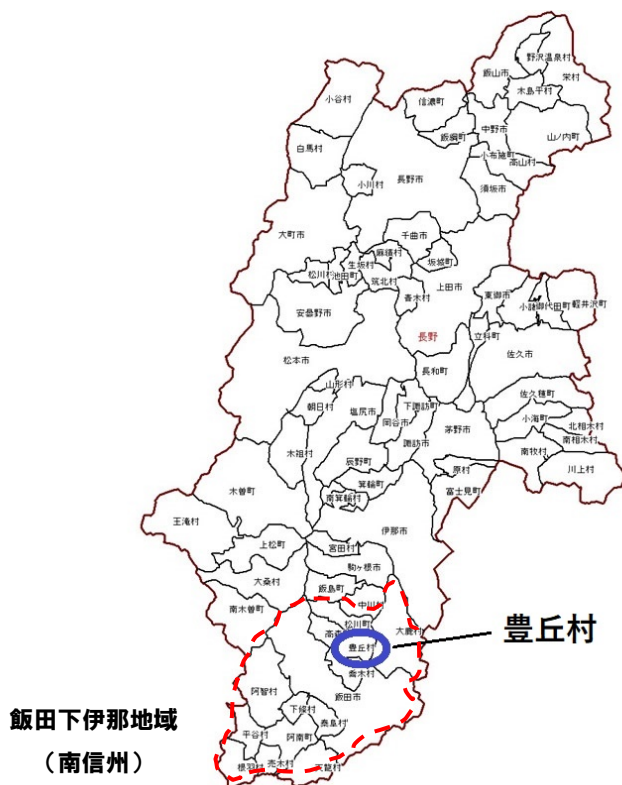 野沢温泉村
飯山市
栄村
小谷村
信濃町
木島平村
飯綱町
中野市
山ノ内町
白馬村
小布施町
高山村
小川村
長野市
須坂市
大町市
千曲市
麻績村
坂城町
生坂村
松川村
池田町
筑北村
上田市
青木村
東御市
小諸市
御代田町
軽井沢町
安曇野市
長野
立科町
松本市
佐久市
長和町
山形村
佐久穂町
朝日村
塩尻市
岡谷市
下諏訪町
小海町
北相木村
茅野市
諏訪市
南相木村
木祖村
南牧村
川上村
辰野町
原村
箕輪町
富士見町
木曽町
南箕輪村
王滝村
伊那市
上松町
宮田村
駒ヶ根市
大桑村
飯島町
中川村
南木曽町
松川町
高森
大鹿村
豊丘村
豊丘村
喬木村
阿智村
飯田市
下條村
泰阜村
飯田下伊那地域
(南信州)
平谷村
阿南町
売木村
根羽村
天龍村